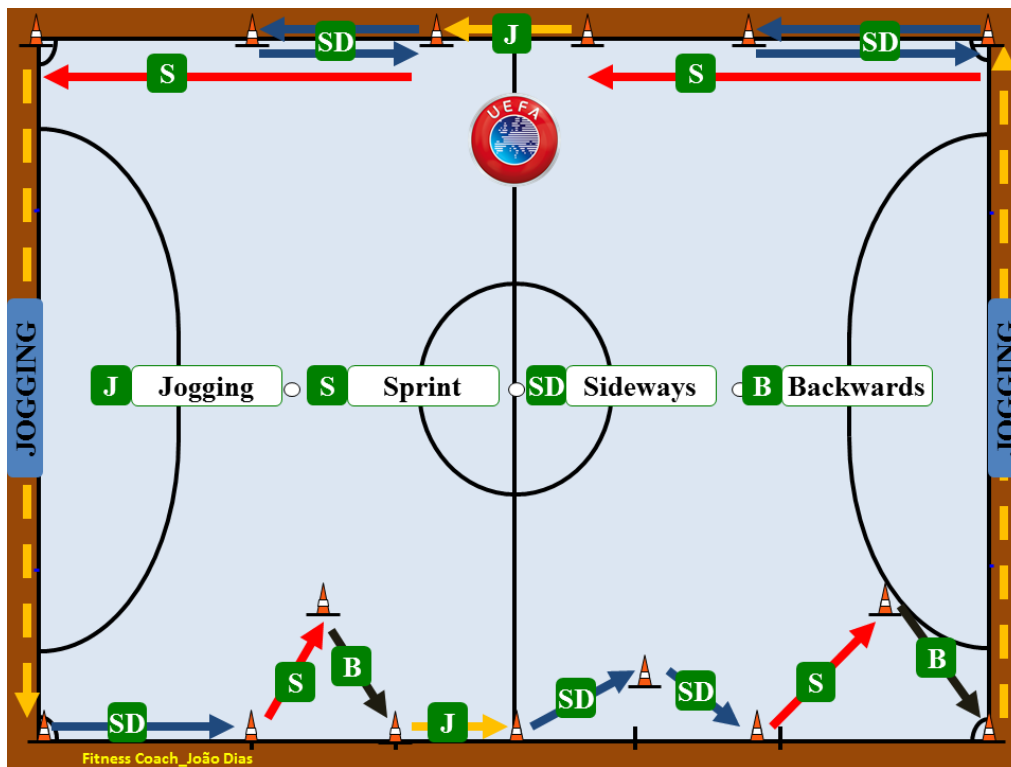 SD
J
SD
S
S
UEFA
JOGGING
J Jogging
S Sprint
SD Sideways
B Backwards
JOGGING
S
B
SD
J
SD
SD
S
B
Fitness Coach_João Dias